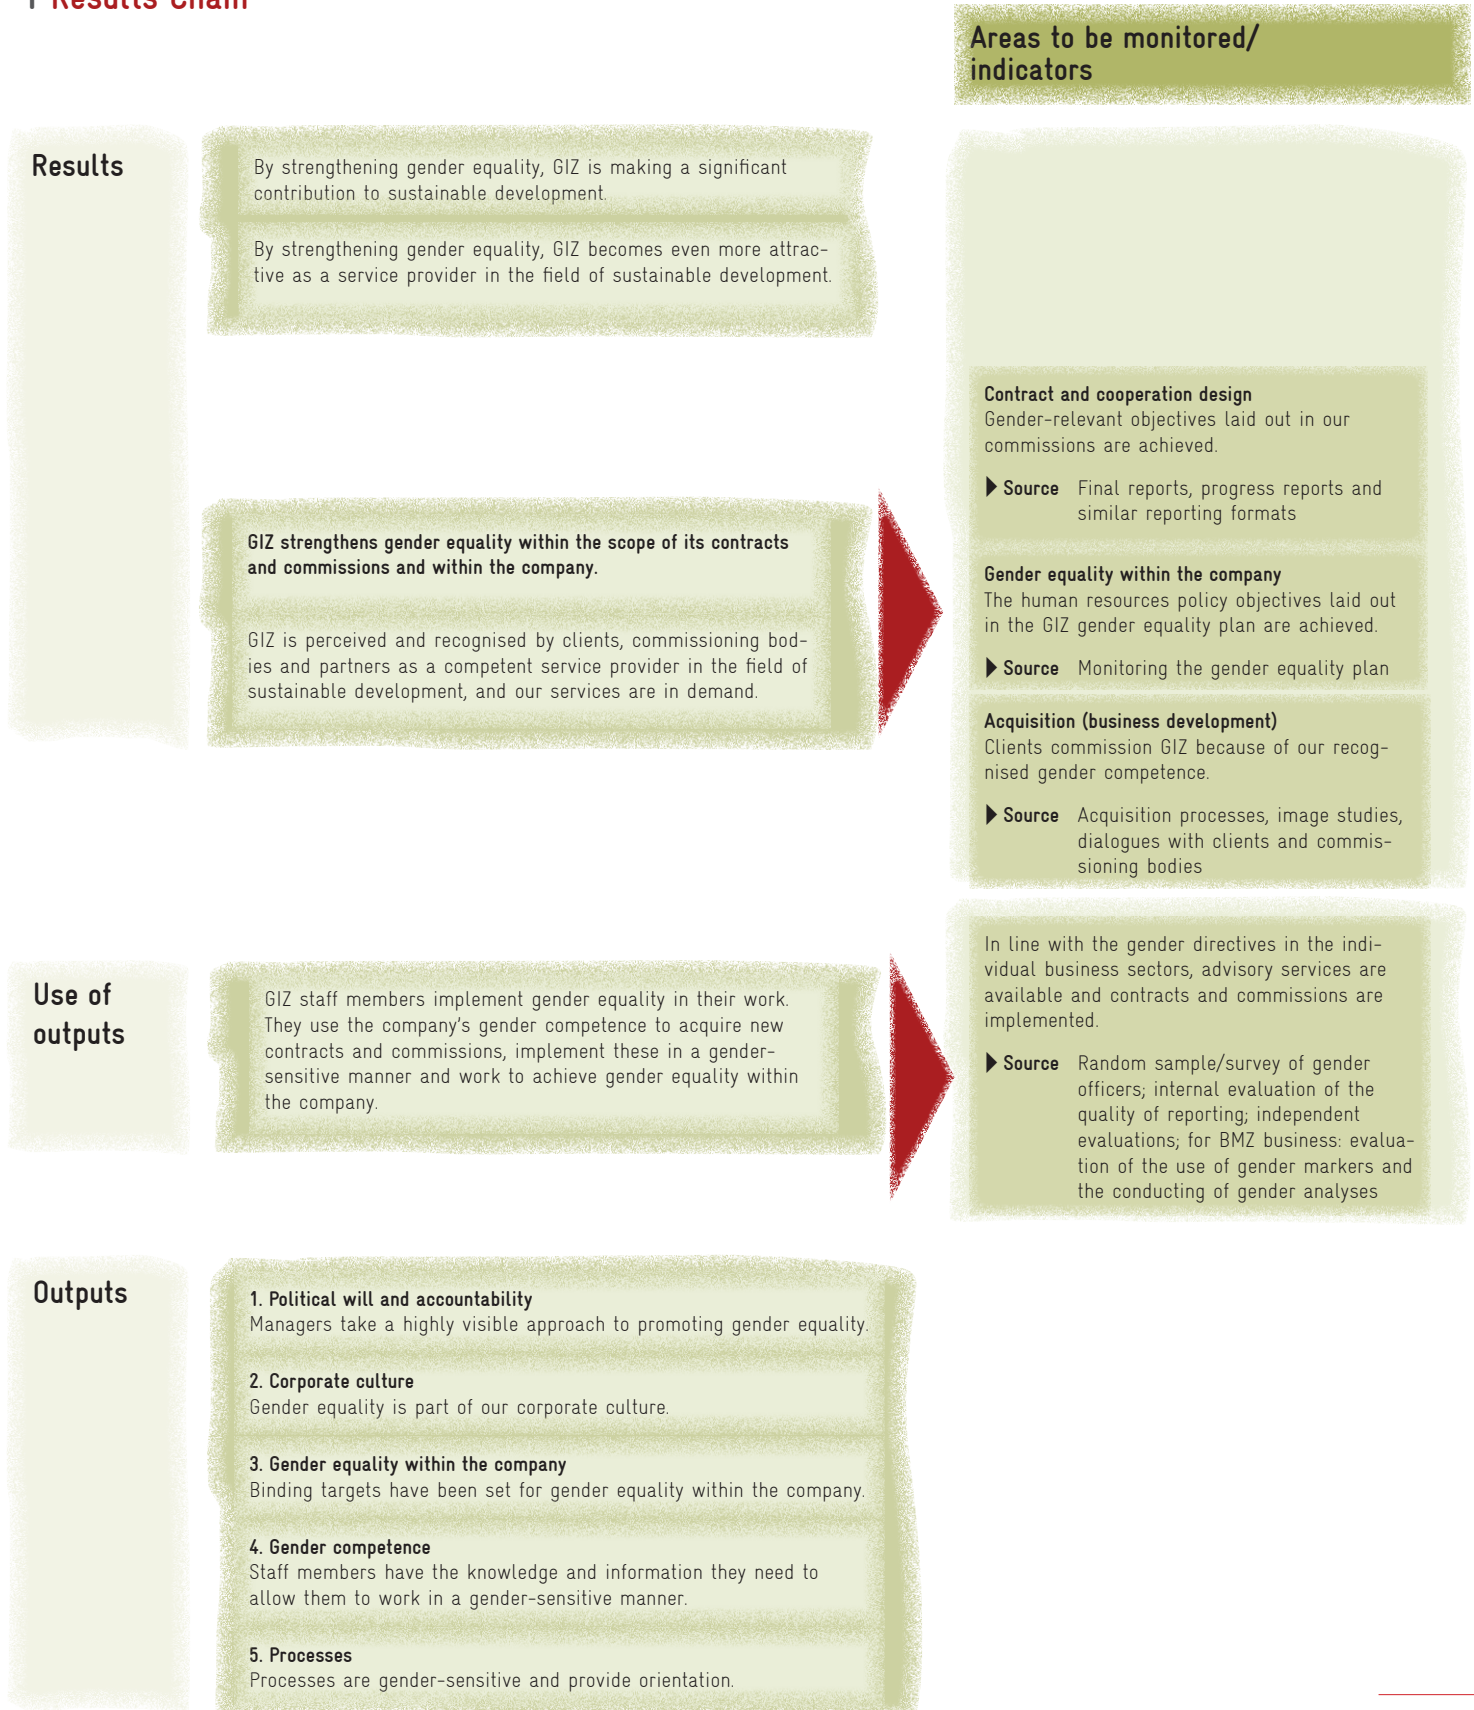 Results Chain
Areas to be monitored/
indicators
Results
By strengthening gender equality, GIZ is making a significant
contribution to sustainable development.
By strengthening gender equality, GIZ becomes even more attrac-
tive as a service provider in the field of sustainable development.
GIZ strengthens gender equality within the scope of its contracts
and commissions and within the company.
GIZ is perceived and recognised by clients, commissioning bod-
ies and partners as a competent service provider in the field of
sustainable development, and our services are in demand.
Contract and cooperation design
Gender-relevant objectives laid out in our
commissions are achieved.
Source Final reports, progress reports and
similar reporting formats
Gender equality within the company
The human resources policy objectives laid out
in the GIZ gender equality plan are achieved.
Source Monitoring the gender equality plan
Acquisition (business development)
Clients commission GIZ because of our recog-
nised gender competence.
Source Acquisition processes, image studies,
dialogues with clients and commis-
sioning bodies
Use of
outputs
GIZ staff members implement gender equality in their work.
They use the company's gender competence to acquire new
contracts and commissions, implement these in a gender-
sensitive manner and work to achieve gender equality within
the company.
In line with the gender directives in the indi-
vidual business sectors, advisory services are
available and contracts and commissions are
implemented.
Source Random sample/survey of gender
officers; internal evaluation of the
quality of reporting; independent
evaluations; for BMZ business: evalua-
tion of the use of gender markers and
the conducting of gender analyses
Outputs
1. Political will and accountability
Managers take a highly visible approach to promoting gender equality.
2. Corporate culture
Gender equality is part of our corporate culture.
3. Gender equality within the company
Binding targets have been set for gender equality within the company.
4. Gender competence
Staff members have the knowledge and information they need to
allow them to work in a gender-sensitive manner.
5. Processes
Processes are gender-sensitive and provide orientation.